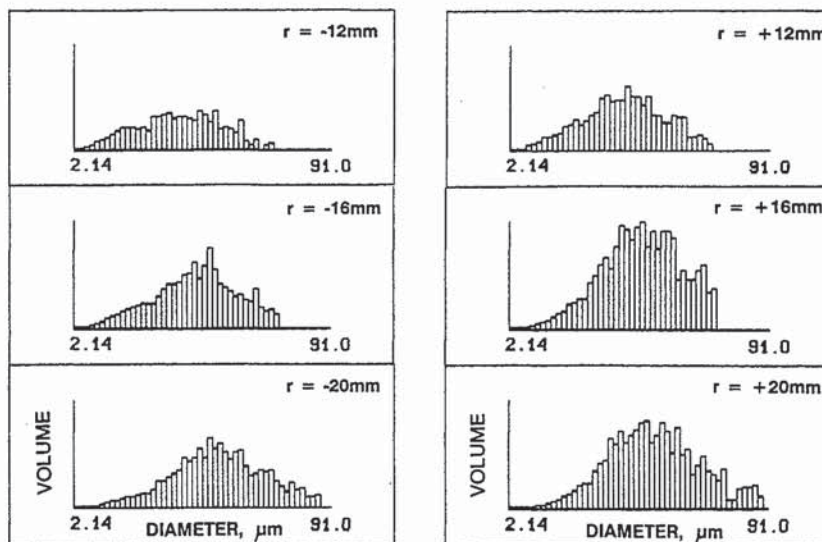 r = -12mm
2.14 91.0
r = -16mm
2.14 91.0
r = -20mm
VOLUME
2.14 DIAMETER, µm 91.0
r = +12mm
2.14 91.0
r = +16mm
2.14 91.0
r = +20mm
VOLUME
2.14 DIAMETER, µm 91.0